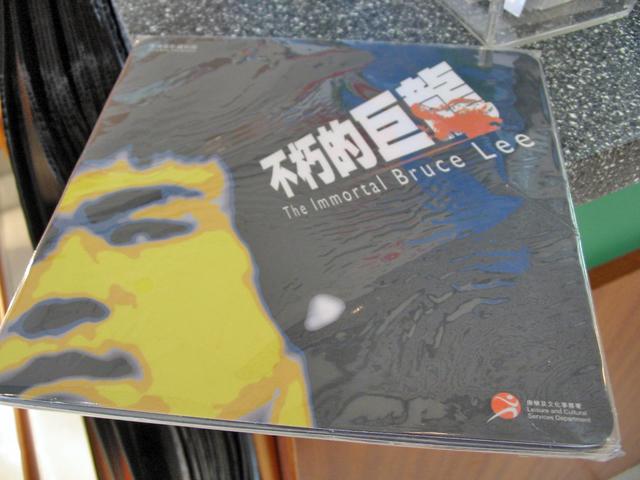 不朽的巨龍
The Immortal Bruce Lee
康樂及文化事務署
Leisure and Cultural
Services Department